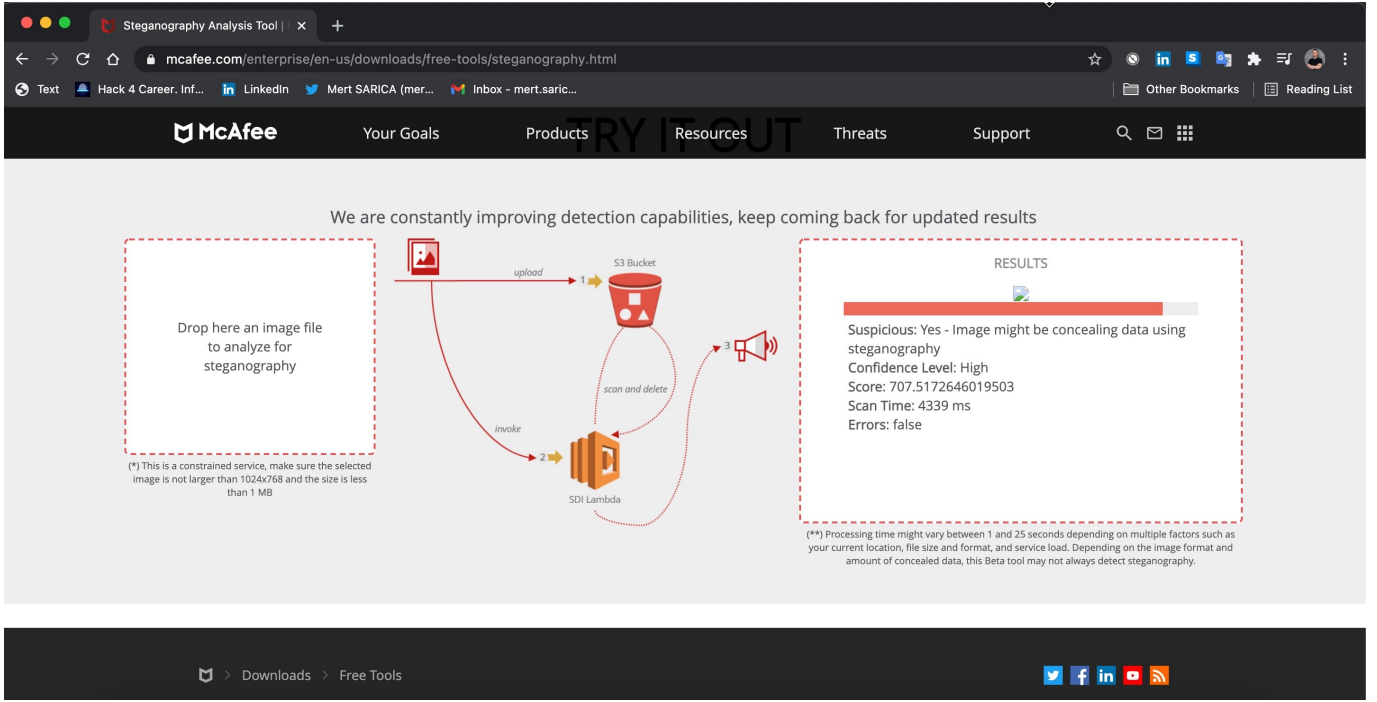 Steganography Analysis Tool |
mcafee.com/enterprise/en-us/downloads/free-tools/steganography.html
Text
Hack 4 Career. Inf...
LinkedIn
Mert SARICA (mer...
Inbox - mert.saric...
Other Bookmarks
Reading List
McAfee
Your Goals
Products
Resources
Threats
Support
TRY IT OUT
We are constantly improving detection capabilities, keep coming back for updated results
Drop here an image file
to analyze for
steganography
(*) This is a constrained service, make sure the selected
image is not larger than 1024x768 and the size is less
than 1 MB
upload
1
S3 Bucket
scan and delete
invoke
2
SDI Lambda
3
RESULTS
Suspicious: Yes - Image might be concealing data using
steganography
Confidence Level: High
Score: 707.5172646019503
Scan Time: 4339 ms
Errors: false
(**) Processing time might vary between 1 and 25 seconds depending on multiple factors such as
your current location, file size and format, and service load. Depending on the image format and
amount of concealed data, this Beta tool may not always detect steganography.
> Downloads > Free Tools